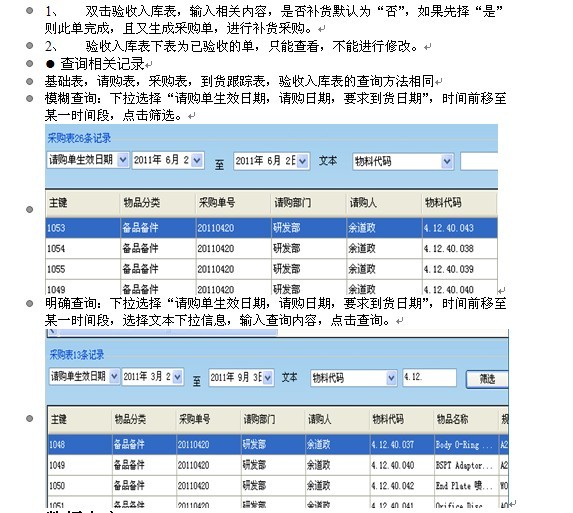 1、 双击验收入库表，输入相关内容，是否补货默认为“否”，如果先择“是”
则此单完成，且又生成采购单，进行补货采购。
2、 验收入库表下表为已验收的单，只能查看，不能进行修改。
● 查询相关记录
基础表，请购表，采购表，到货跟踪表，验收入库表的查询方法相同
模糊查询：下拉选择“请购单生效日期，请购日期，要求到货日期”，时间前移至
某一时间段，点击筛选。
采购表26条记录
请购单生效日期 2011年 6月 2 至 2011年 6月 2日 文本 物料代码
主键 物品分类 采购单号 请购部门 请购人 物料代码
1053 备品备件 20110420 研发部 余道政 4.12.40.043
1054 备品备件 20110420 研发部 余道政 4.12.40.038
1055 备品备件 20110420 研发部 余道政 4.12.40.039
1049 备品备件 20110420 研发部 余道政 4.12.40.040
明确查询：下拉选择“请购单生效日期，请购日期，要求到货日期”，时间前移至
某一时间段，选择文本下拉信息，输入查询内容，点击查询。
采购表13条记录
请购单生效日期 2011年 3月 2 至 2011年 9月 3日 文本 物料代码 4.12. 筛选
主键 物品分类 采购单号 请购部门 请购人 物料代码 物品名称 规
1048 备品备件 20110420 研发部 余道政 4.12.40.037 Body O-Ring ... A2
1049 备品备件 20110420 研发部 余道政 4.12.40.040 BSPT Adaptor... A5
1050 备品备件 20110420 研发部 余道政 4.12.40.042 End Plate 喷... YO
1051 备品备件 20110420 研发部 余道政 4.12.40.041 Orifice Disc